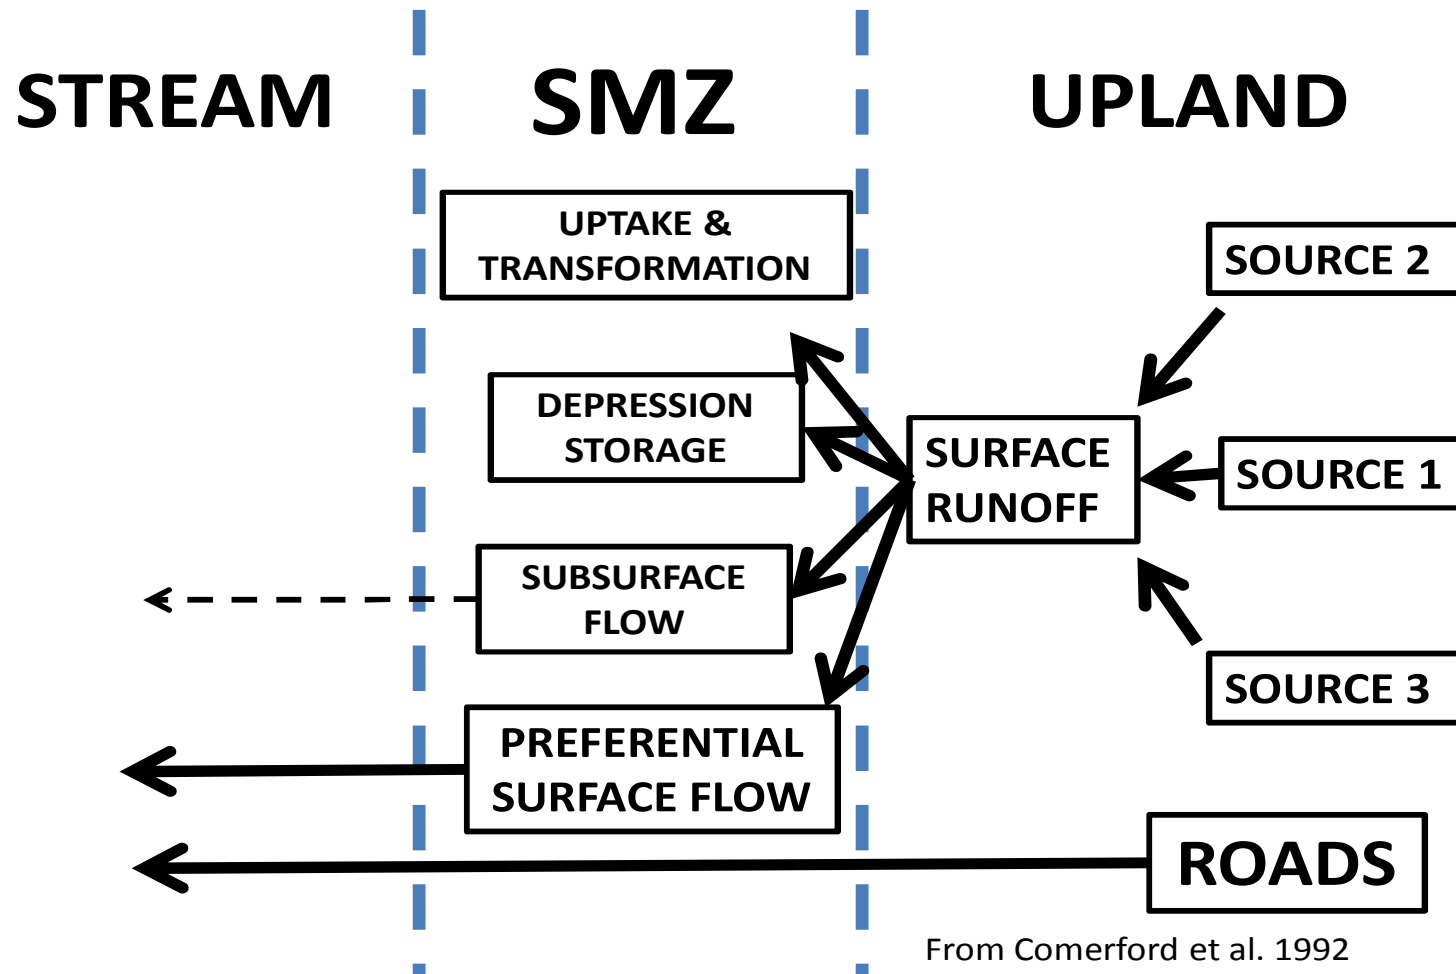 STREAM
SMZ
UPLAND
UPTAKE &
TRANSFORMATION
SOURCE 2
DEPRESSION
STORAGE
SURFACE
RUNOFF
SOURCE 1
SUBSURFACE
FLOW
SOURCE 3
PREFERENTIAL
SURFACE FLOW
ROADS
From Comerford et al. 1992